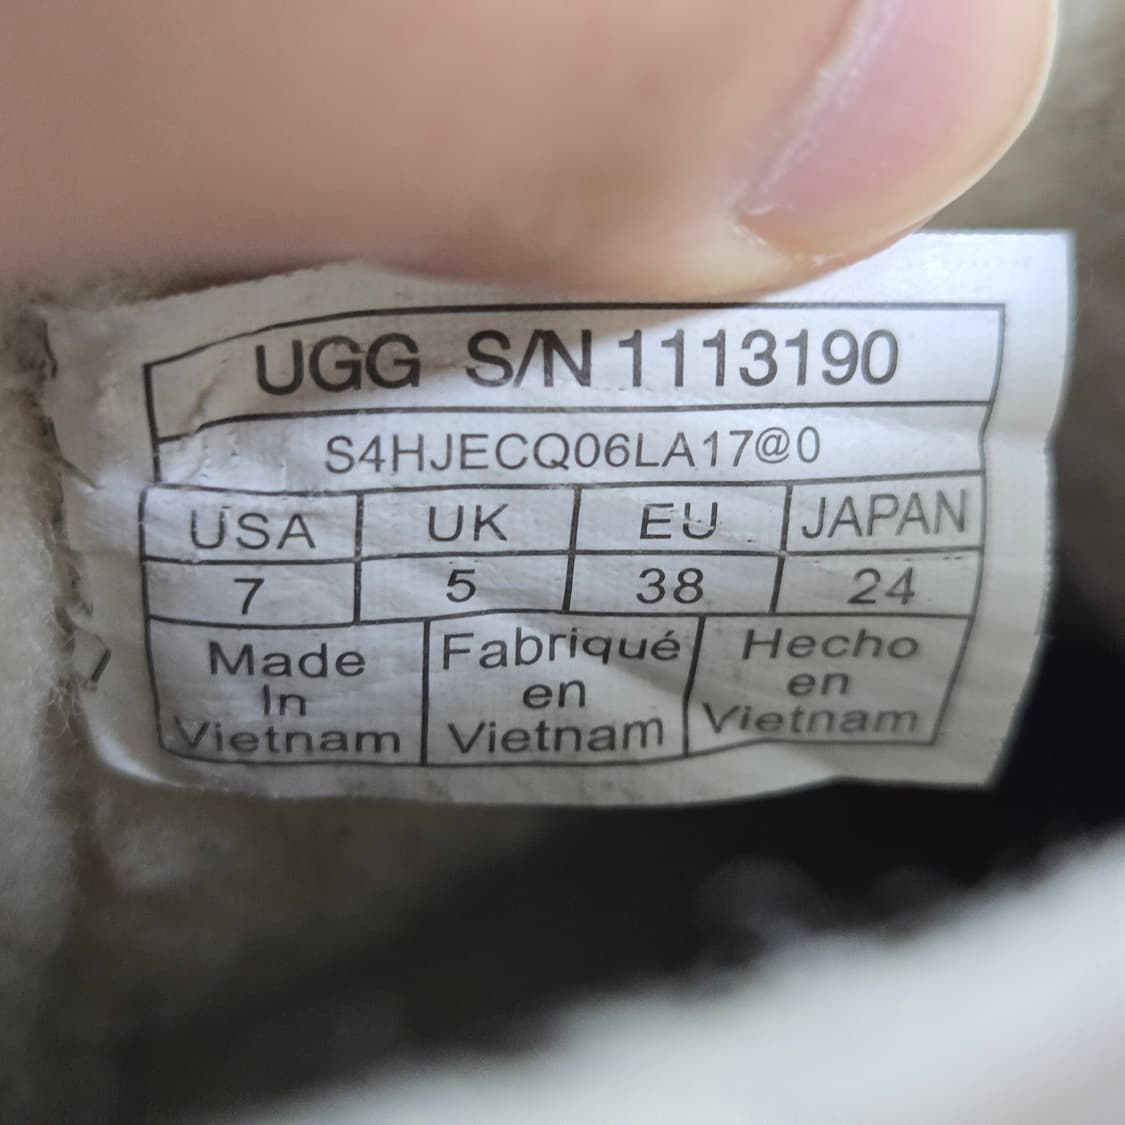 UGG S/N 1113190
S4HJECQ06LA17@0
USA UK EU JAPAN
7 5 38 24
Made In Vietnam
Fabriqué en Vietnam
Hecho en Vietnam